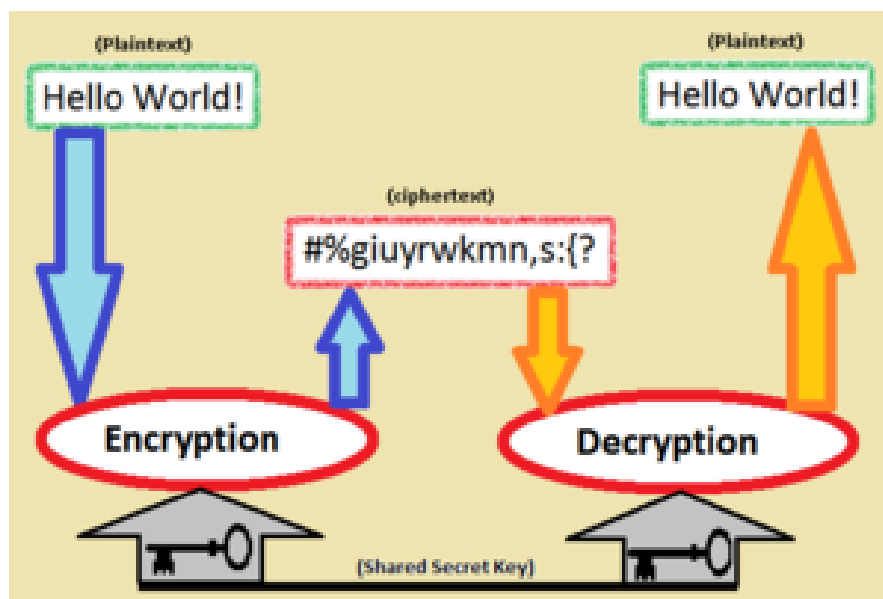 (Plaintext)
Hello World!
(Plaintext)
Hello World!
(ciphertext)
#%giuyrwkmn,s:{?
Encryption
Decryption
(Shared Secret Key)